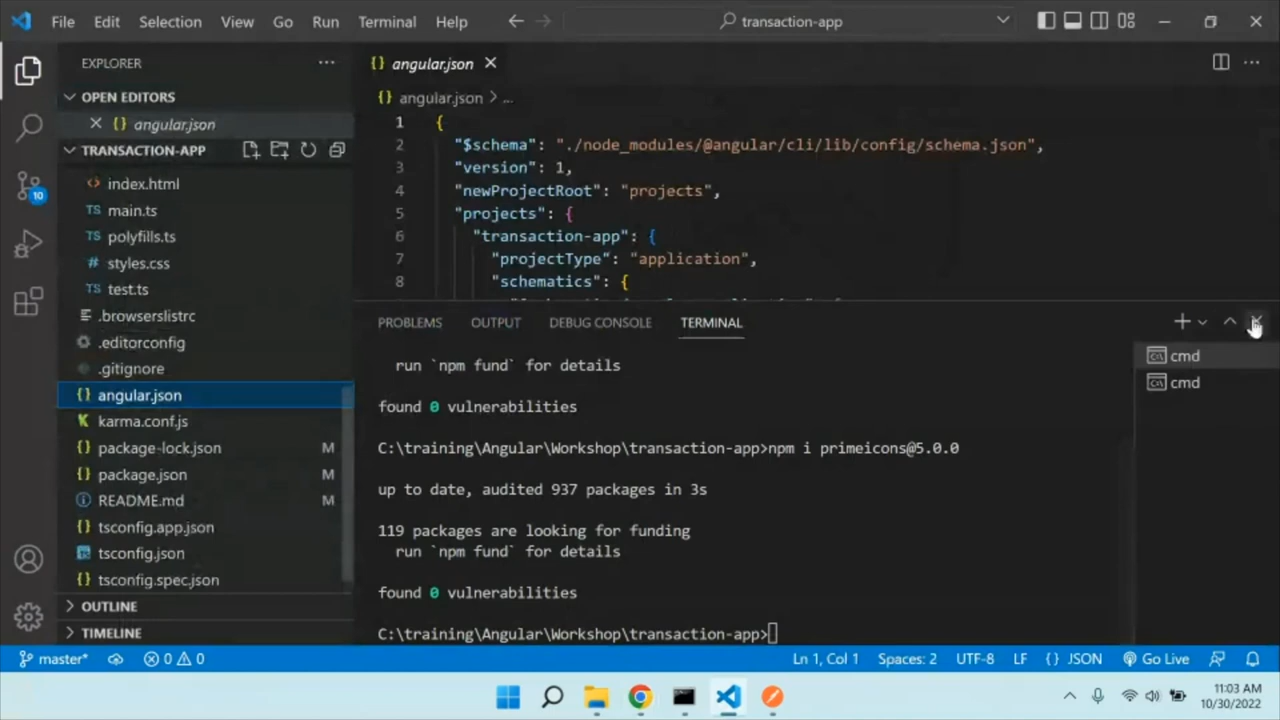 File Edit Selection View Go Run Terminal Help transaction-app
EXPLORER
OPEN EDITORS
angular.json
TRANSACTION-APP
index.html
main.ts
polyfills.ts
styles.css
test.ts
.browserslistrc
.editorconfig
.gitignore
angular.json
karma.conf.js
package-lock.json M
package.json M
README.md M
tsconfig.app.json
tsconfig.json
tsconfig.spec.json
OUTLINE
TIMELINE
10
angular.json
angular.json > ...
1 {
2 "$schema": "./node_modules/@angular/cli/lib/config/schema.json",
3 "version": 1,
4 "newProjectRoot": "projects",
5 "projects": {
6 "transaction-app": {
7 "projectType": "application",
8 "schematics": {
PROBLEMS OUTPUT DEBUG CONSOLE TERMINAL
run `npm fund` for details
found 0 vulnerabilities
C:\training\Angular\Workshop\transaction-app>npm i primeicons@5.0.0
up to date, audited 937 packages in 3s
119 packages are looking for funding
run `npm fund` for details
found 0 vulnerabilities
C:\training\Angular\Workshop\transaction-app>
cmd
cmd
master* 0 0 Ln 1, Col 1 Spaces: 2 UTF-8 LF {} JSON Go Live
11:03 AM
10/30/2022